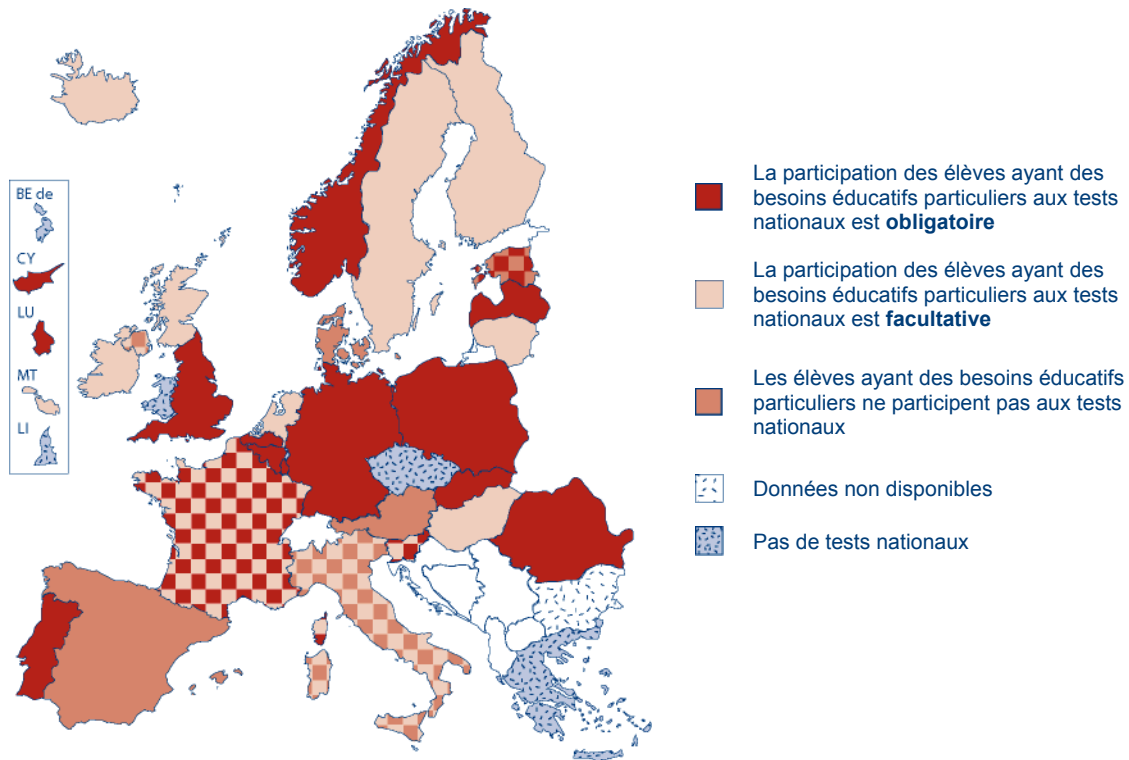 BE de
CY
LU
MT
LI
La participation des élèves ayant des
besoins éducatifs particuliers aux tests
nationaux est obligatoire
La participation des élèves ayant des
besoins éducatifs particuliers aux tests
nationaux est facultative
Les élèves ayant des besoins éducatifs
particuliers ne participent pas aux tests
nationaux
Données non disponibles
Pas de tests nationaux